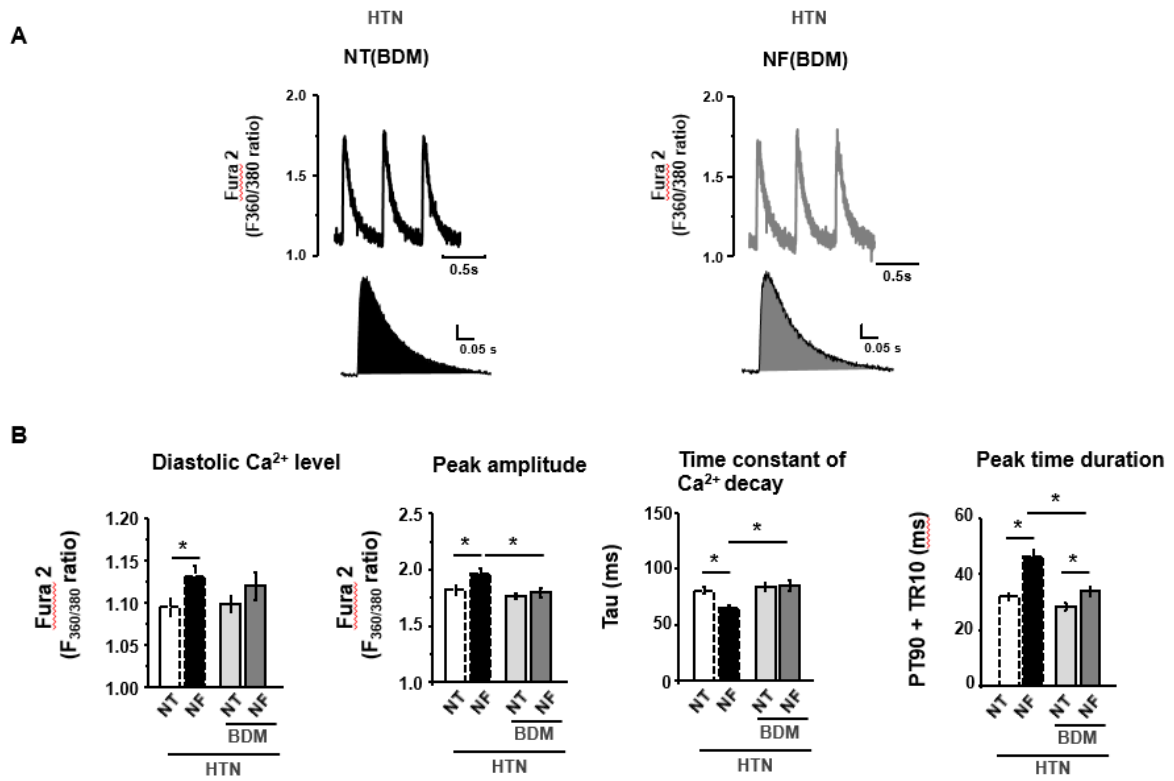 A
HTN
NT(BDM)
2.0
1.5
1.0
Fura 2
(F360/380 ratio)
0.5s
0.05 s
HTN
NF(BDM)
2.0
1.5
1.0
Fura 2
(F360/380 ratio)
0.5s
0.05 s
B
Diastolic Ca²⁺ level
1.20
1.15
1.10
1.05
1.00
Fura 2
(F₃₆₀/₃₈₀ ratio)
*
NT
NF
NT
NF
BDM
HTN
Peak amplitude
2.5
2.0
1.5
1.0
Fura 2
(F₃₆₀/₃₈₀ ratio)
*
*
NT
NF
NT
NF
BDM
HTN
Time constant of
Ca²⁺ decay
150
100
50
0
Tau (ms)
*
*
NT
NF
NT
NF
BDM
HTN
Peak time duration
60
40
20
0
PT90 + TR10 (ms)
*
*
*
NT
NF
NT
NF
BDM
HTN